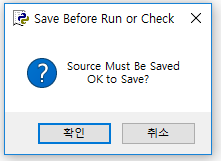 Save Before Run or Check
Source Must Be Saved
OK to Save?
확인
취소